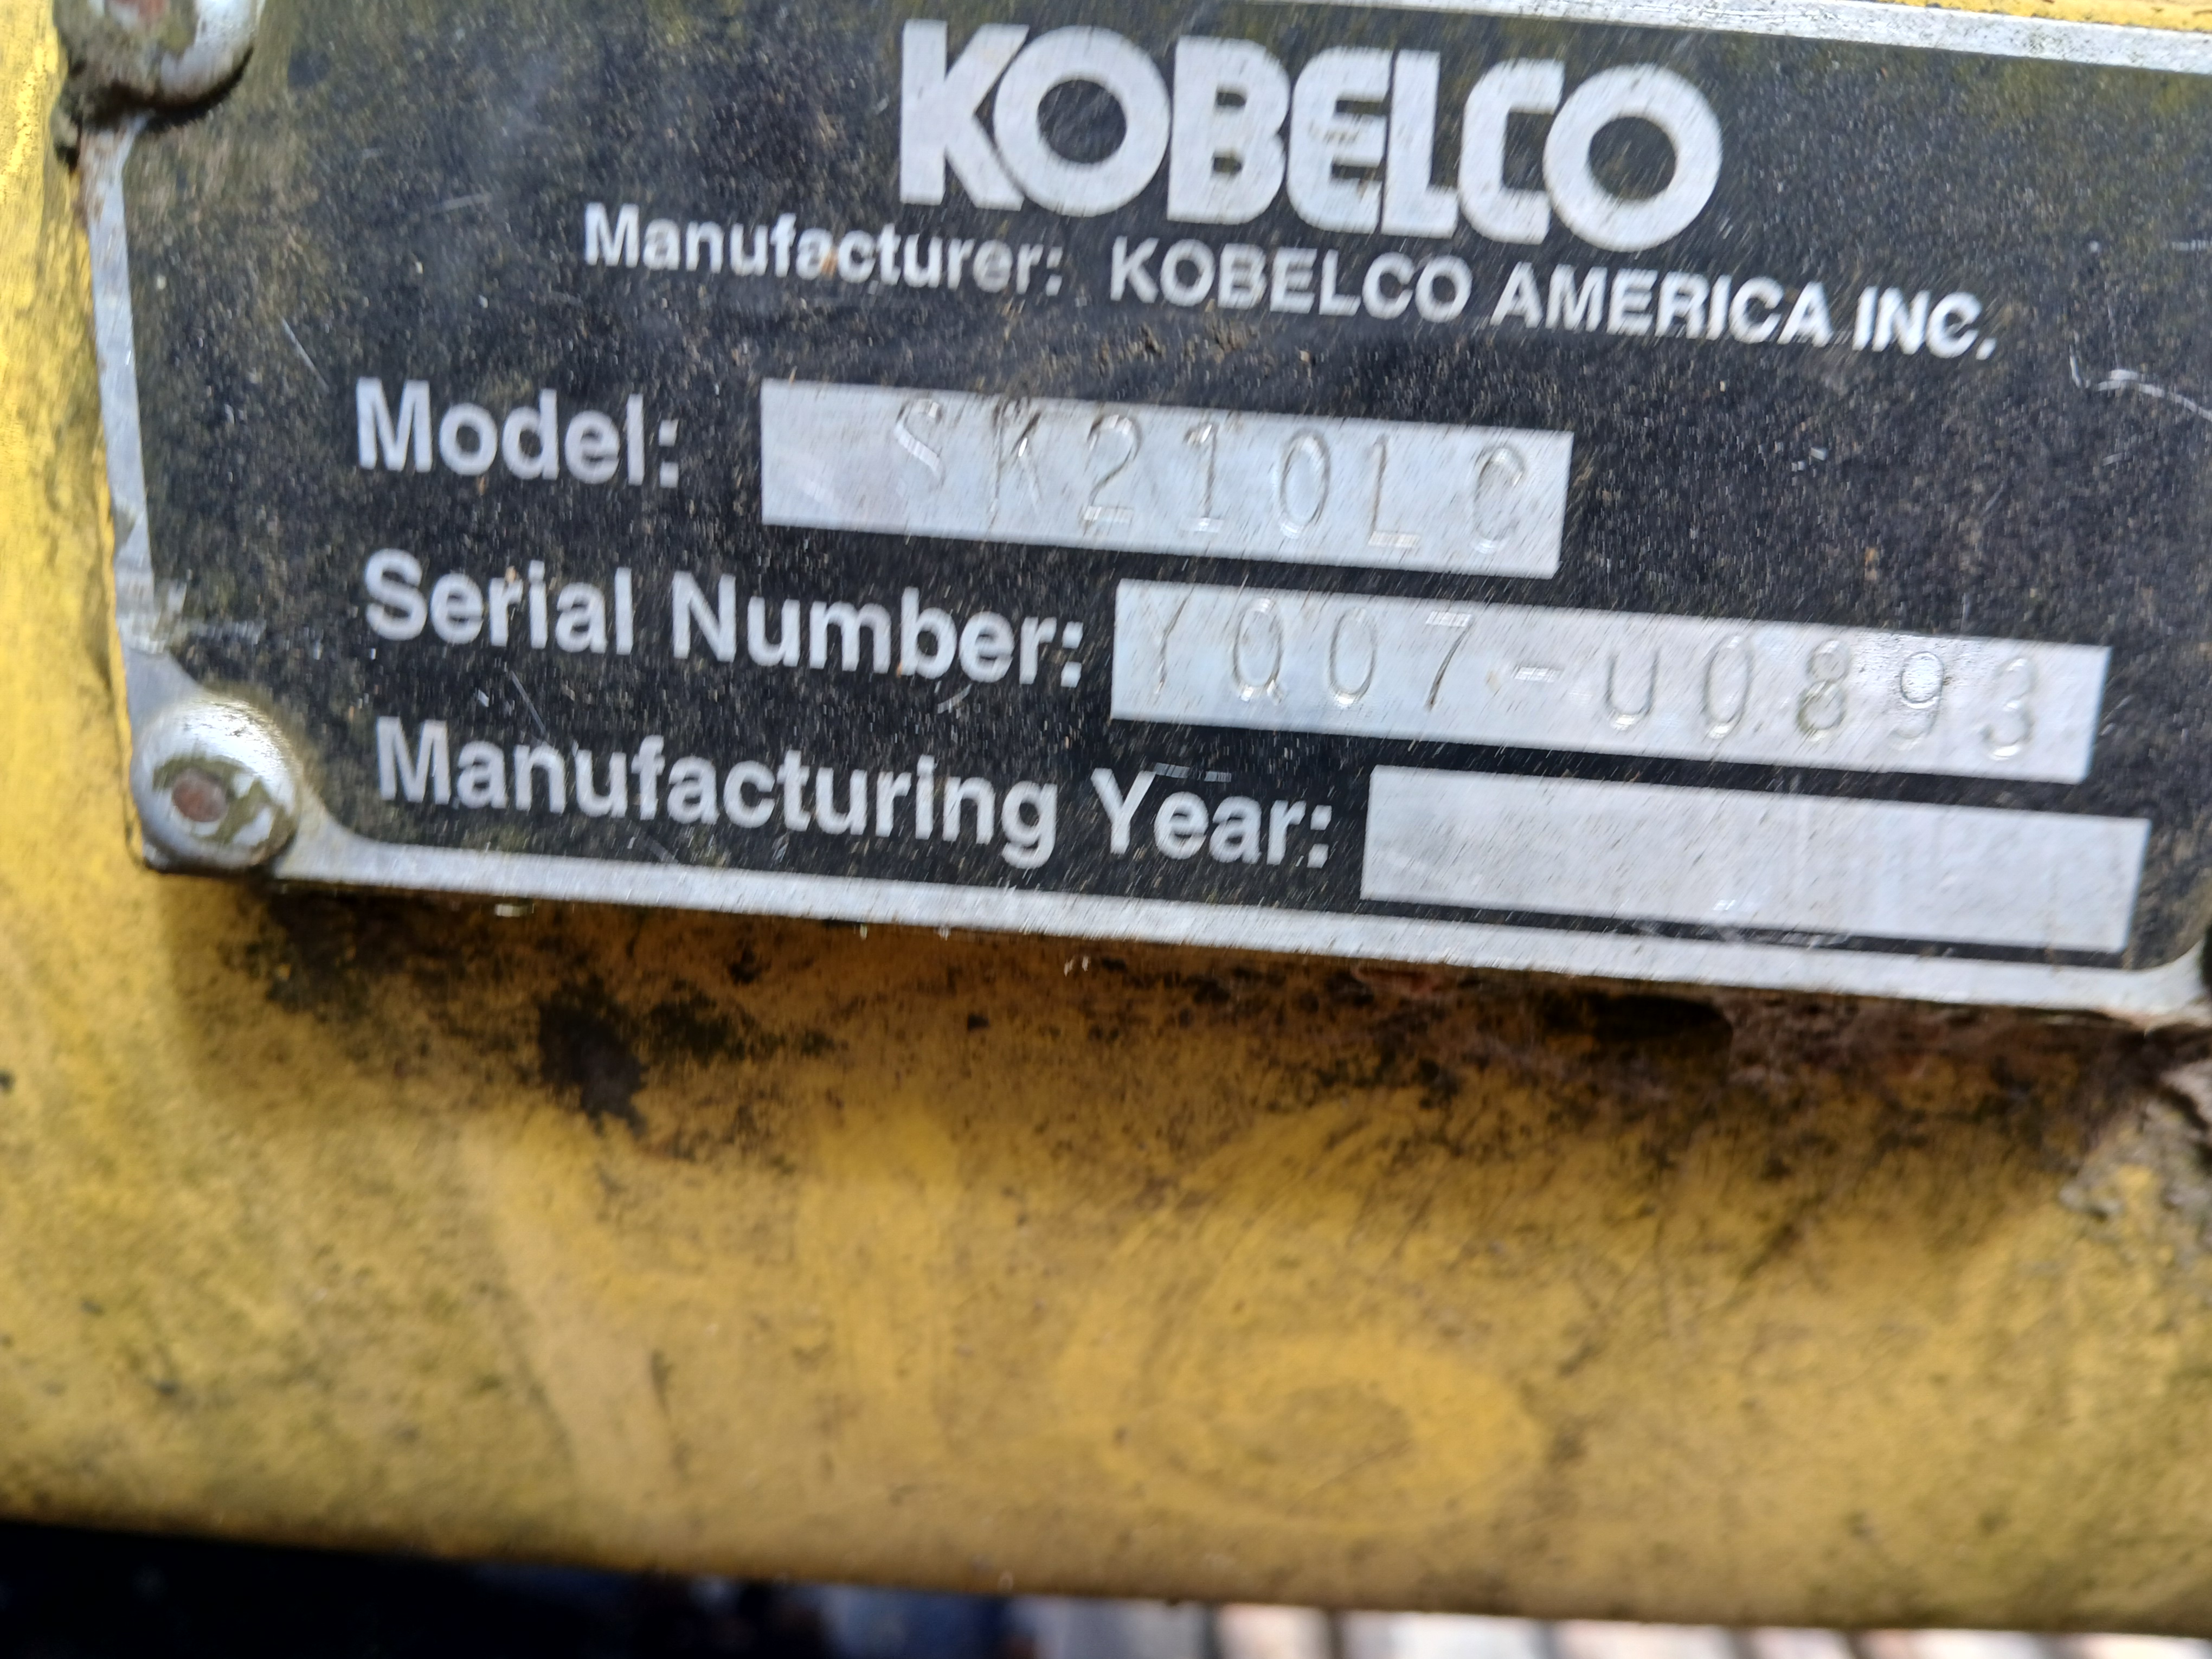 KOBELCO
Manufacturer: KOBELCO AMERICA INC.
Model: SK210LC
Serial Number: YQ07-U0893
Manufacturing Year: